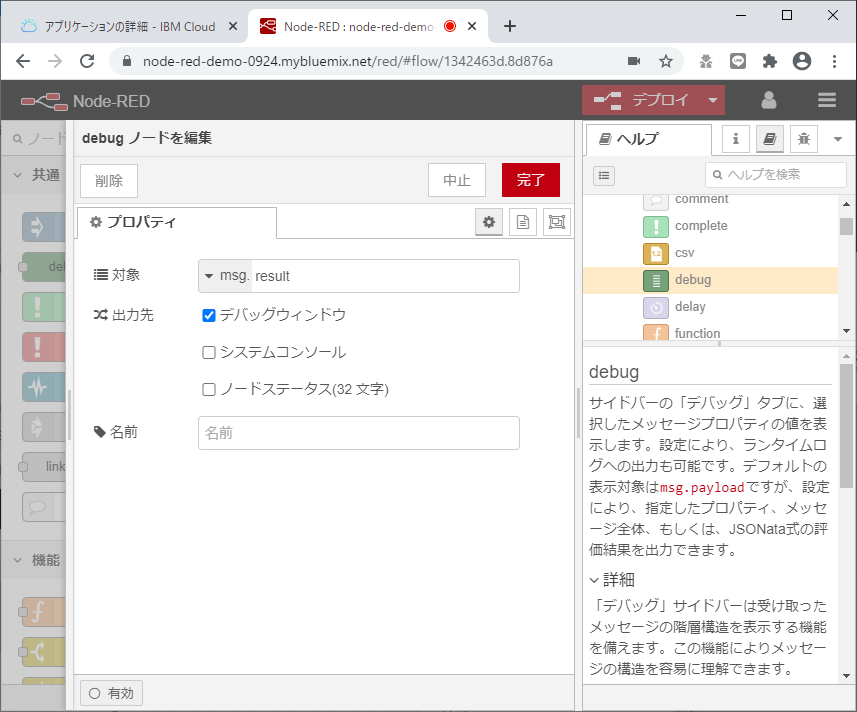 アプリケーションの詳細 - IBM Cloud
Node-RED : node-red-demo
node-red-demo-0924.mybluemix.net/red/#flow/1342463d.8d876a
Node-RED
デプロイ
ノード
共通
deb
link
機能
debug ノードを編集
削除
中止
完了
プロパティ
対象
msg. result
出力先
デバッグウィンドウ
システムコンソール
ノードステータス(32 文字)
名前
名前
有効
ヘルプ
ヘルプを検索
comment
complete
csv
debug
delay
function
debug
サイドバーの「デバッグ」タブに、選
択したメッセージプロパティの値を表
示します。設定により、ランタイムロ
グへの出力も可能です。デフォルトの
表示対象はmsg.payloadですが、設定
により、指定したプロパティ、メッセ
ージ全体、もしくは、JSONata式の評
価結果を出力できます。
詳細
「デバッグ」サイドバーは受け取った
メッセージの階層構造を表示する機能
を備えます。この機能によりメッセー
ジの構造を容易に理解できます。